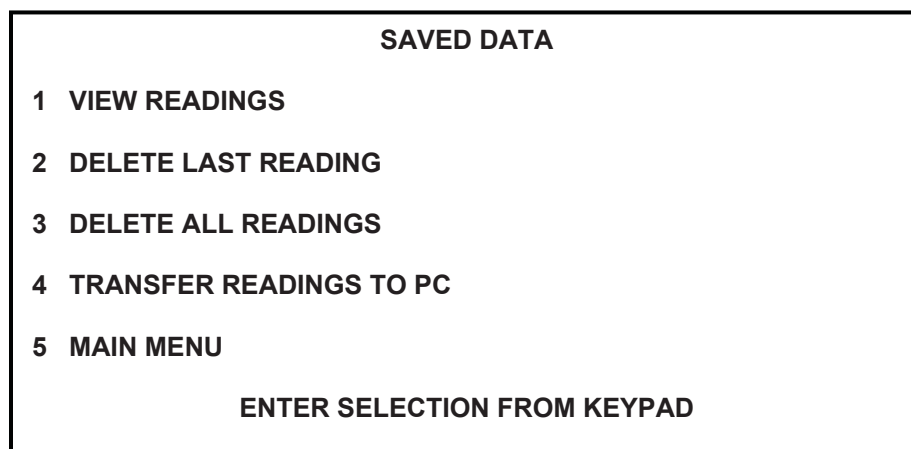 SAVED DATA
1 VIEW READINGS
2 DELETE LAST READING
3 DELETE ALL READINGS
4 TRANSFER READINGS TO PC
5 MAIN MENU
ENTER SELECTION FROM KEYPAD